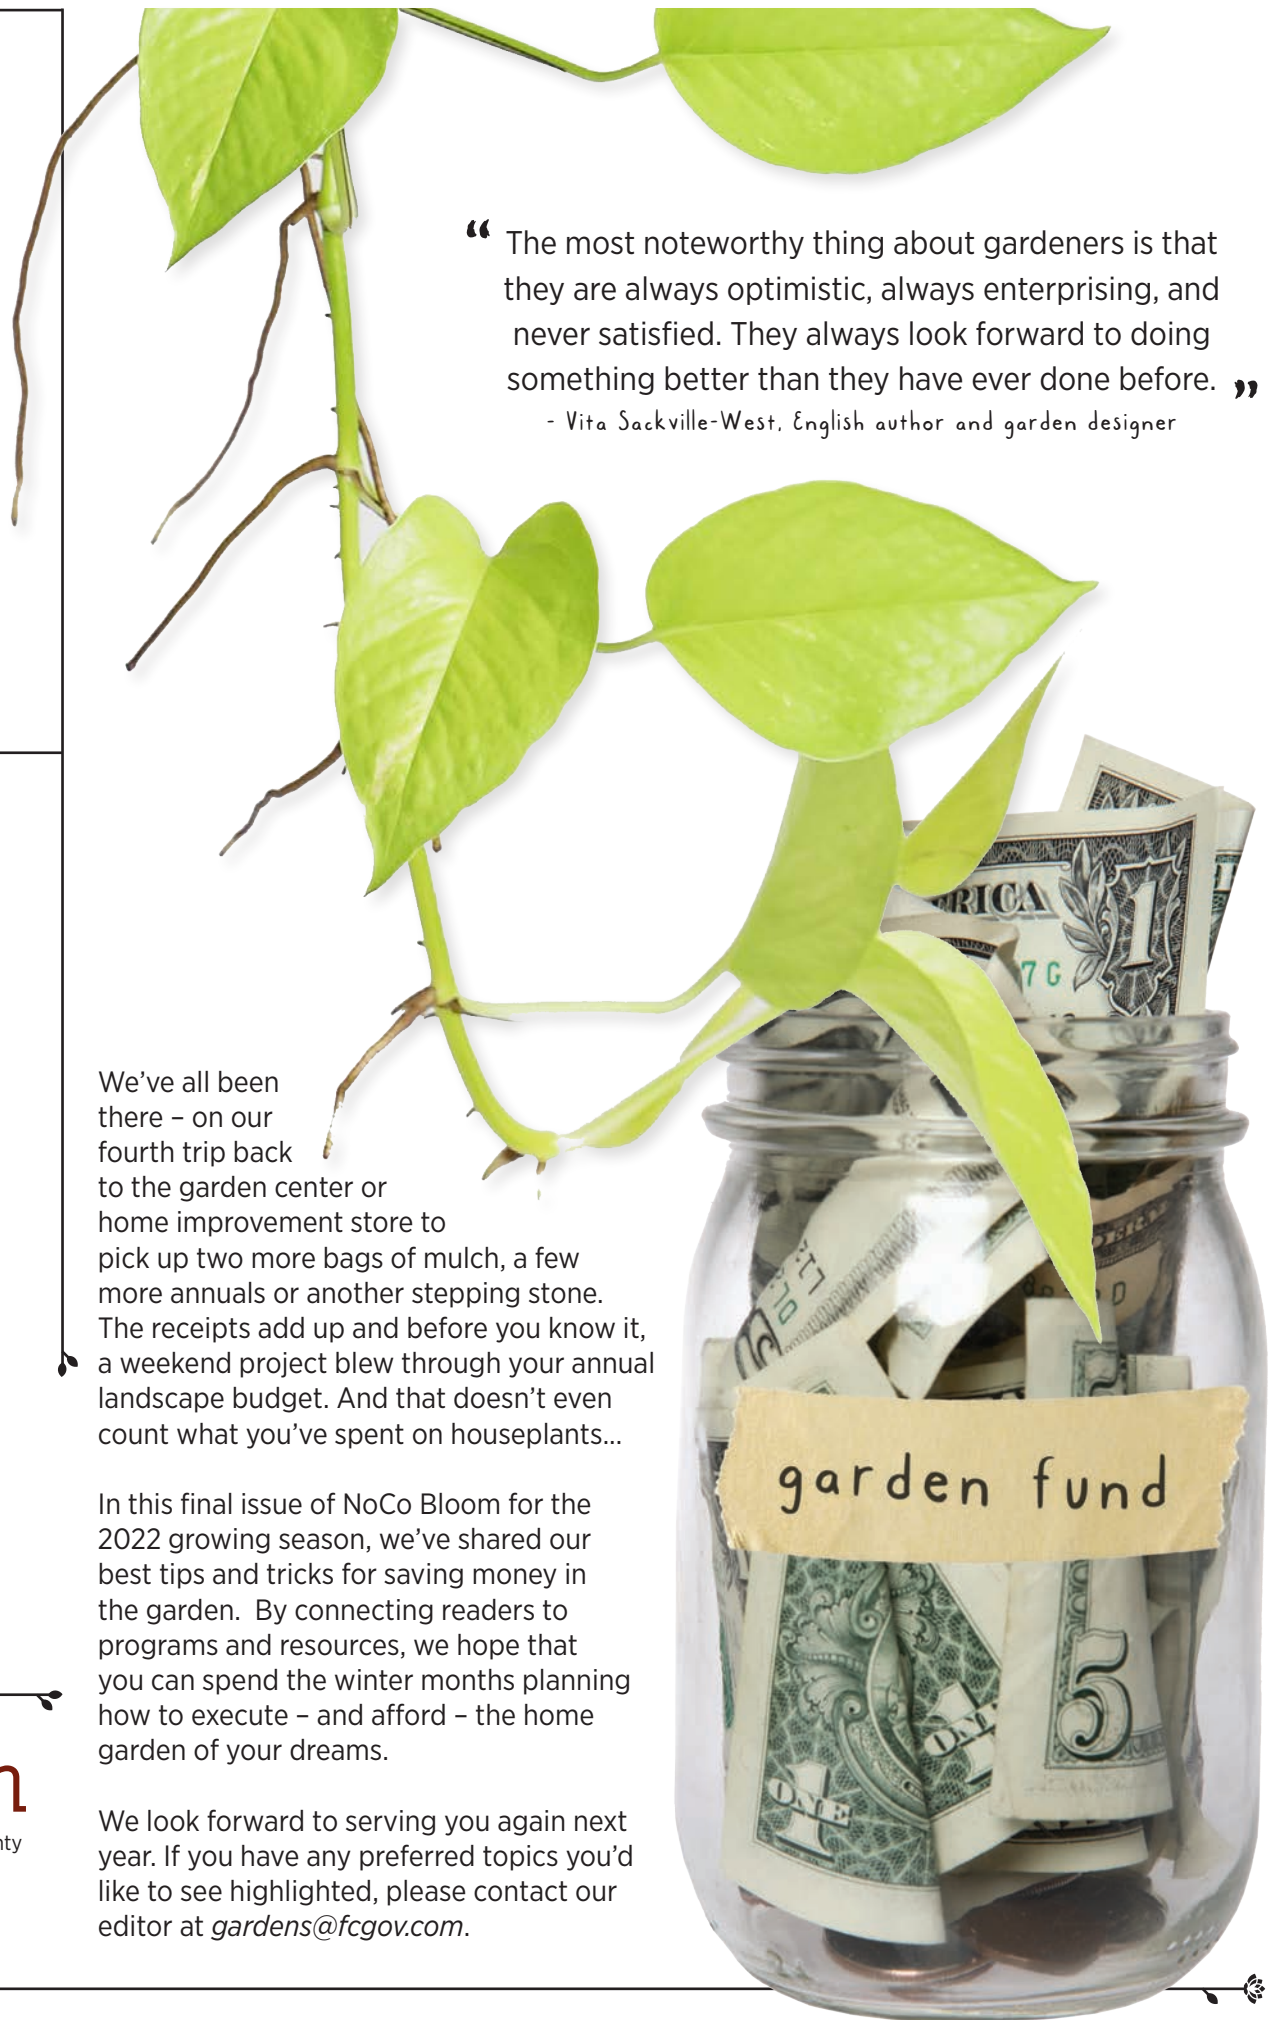 “ The most noteworthy thing about gardeners is that
they are always optimistic, always enterprising, and
never satisfied. They always look forward to doing
something better than they have ever done before. ”
- Vita Sackville-West, English author and garden designer
RICA
1
7 G
We’ve all been
there – on our
fourth trip back
to the garden center or
home improvement store to
pick up two more bags of mulch, a few
more annuals or another stepping stone.
The receipts add up and before you know it,
a weekend project blew through your annual
landscape budget. And that doesn’t even
count what you’ve spent on houseplants...
In this final issue of NoCo Bloom for the
2022 growing season, we’ve shared our
best tips and tricks for saving money in
the garden.  By connecting readers to
programs and resources, we hope that
you can spend the winter months planning
how to execute – and afford – the home
garden of your dreams.
We look forward to serving you again next
year. If you have any preferred topics you’d
like to see highlighted, please contact our
editor at gardens@fcgov.com.
garden fund
5
ONE
1
ONE
1
n
nty